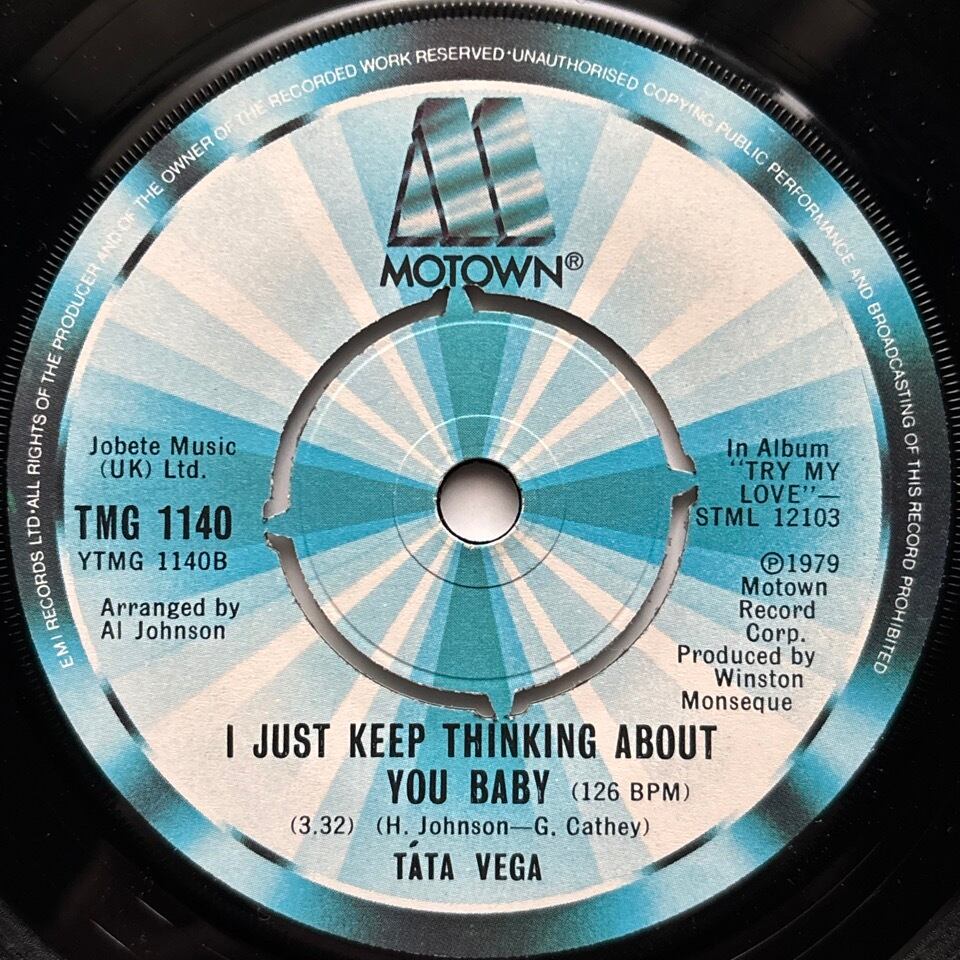 EMI RECORDS LTD·ALL RIGHTS OF THE PRODUCER AND OF THE OWNER OF THE RECORDED WORK RESERVED·UNAUTHORISED COPYING PUBLIC PERFORMANCE AND BROADCASTING OF THIS RECORD PROHIBITED
MOTOWN®
Jobete Music
(UK) Ltd.
TMG 1140
YTMG 1140B
Arranged by
Al Johnson
In Album
"TRY MY
LOVE"—
STML 12103
℗1979
Motown
Record
Corp.
Produced by
Winston
Monseque
I JUST KEEP THINKING ABOUT
YOU BABY (126 BPM)
(3.32) (H. Johnson—G. Cathey)
TÁTA VEGA